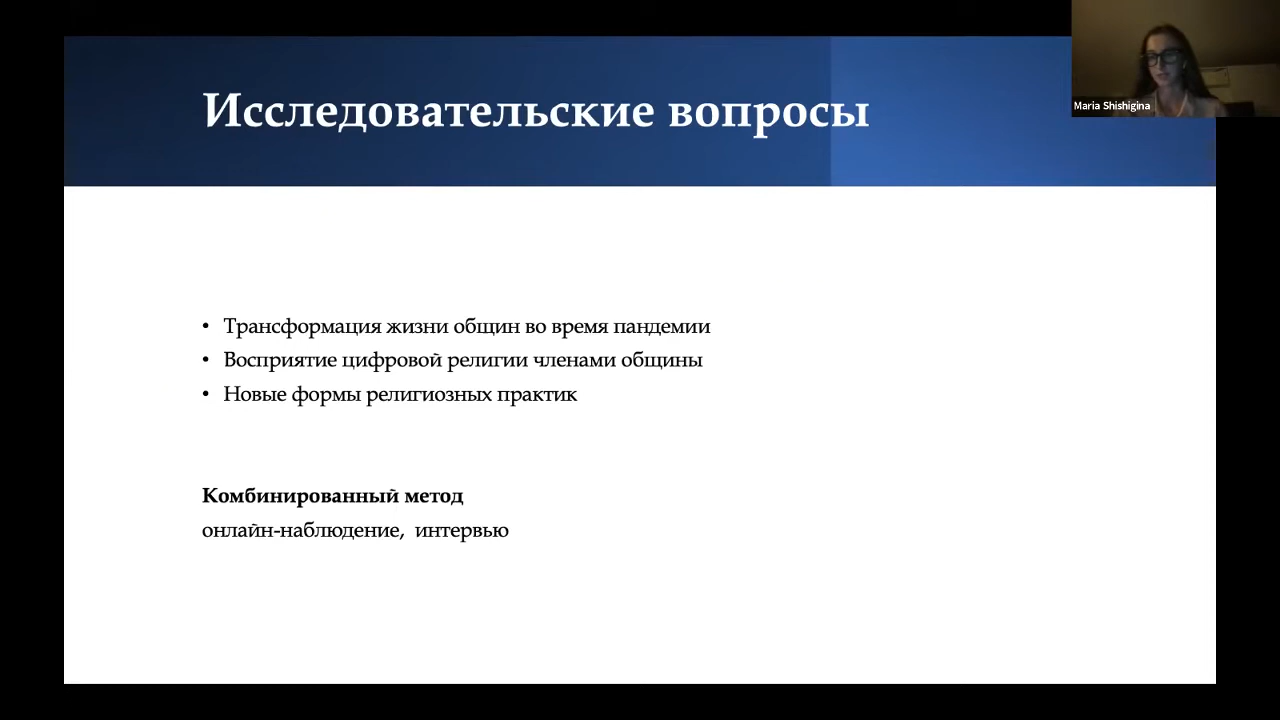 Исследовательские вопросы
Maria Shishigina
• Трансформация жизни общин во время пандемии
• Восприятие цифровой религии членами общины
• Новые формы религиозных практик
Комбинированный метод
онлайн-наблюдение, интервью